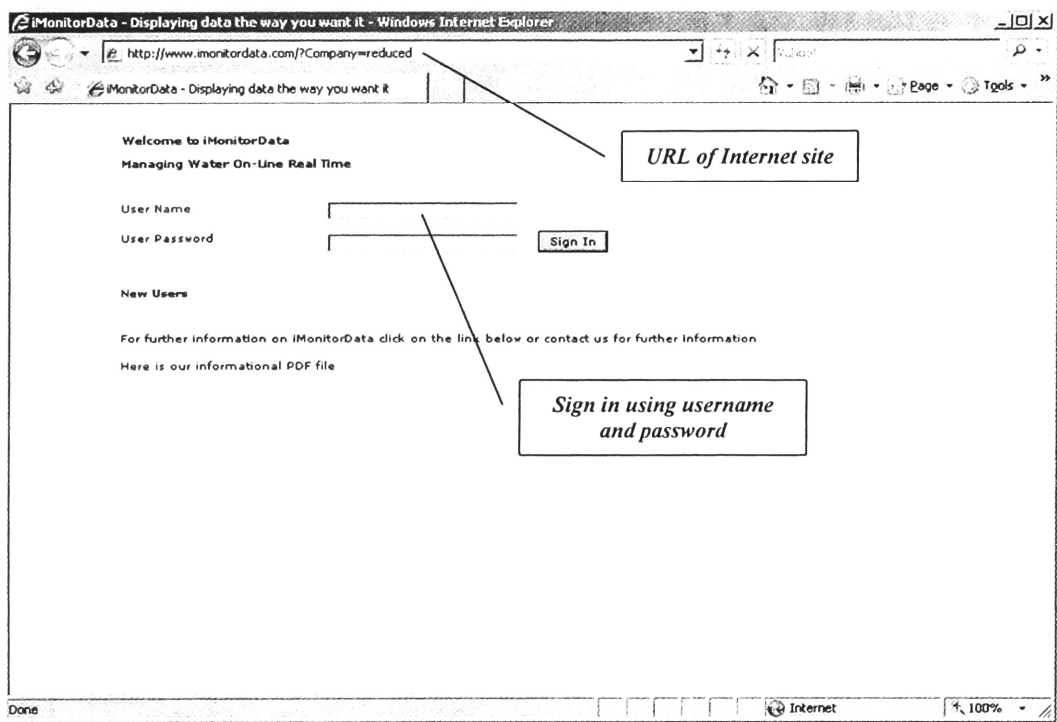 iMonitorData - Displaying data the way you want it - Windows Internet Explorer
http://www.imonitordata.com/?Company=reduced
iMonitorData - Displaying data the way you want it
Page
Tools
Welcome to iMonitorData
Managing Water On-Line Real Time
URL of Internet site
User Name
User Password
Sign In
New Users
For further information on iMonitorData click on the link below or contact us for further Information
Here is our informational PDF file
Sign in using username
and password
Done
Internet
100%